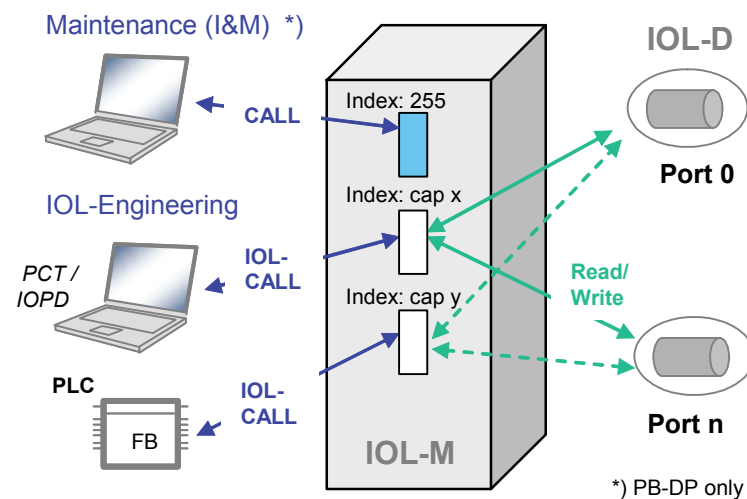 Maintenance (I&M) *)
IOL-D
Index: 255
CALL
Port 0
IOL-Engineering
Index: cap x
PCT /
IOPD
IOL-
CALL
Read/
Write
Index: cap y
PLC
IOL-
CALL
FB
Port n
IOL-M
*) PB-DP only